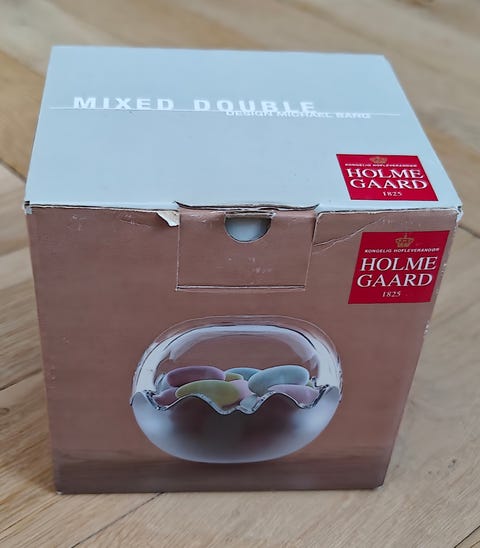 MIXED DOUBLE
DESIGN MICHAEL BANG
KONGELIG HOFLEVERANDØR
HOLME
GAARD
1825
KONGELIG HOFLEVERANDØR
HOLME
GAARD
1825